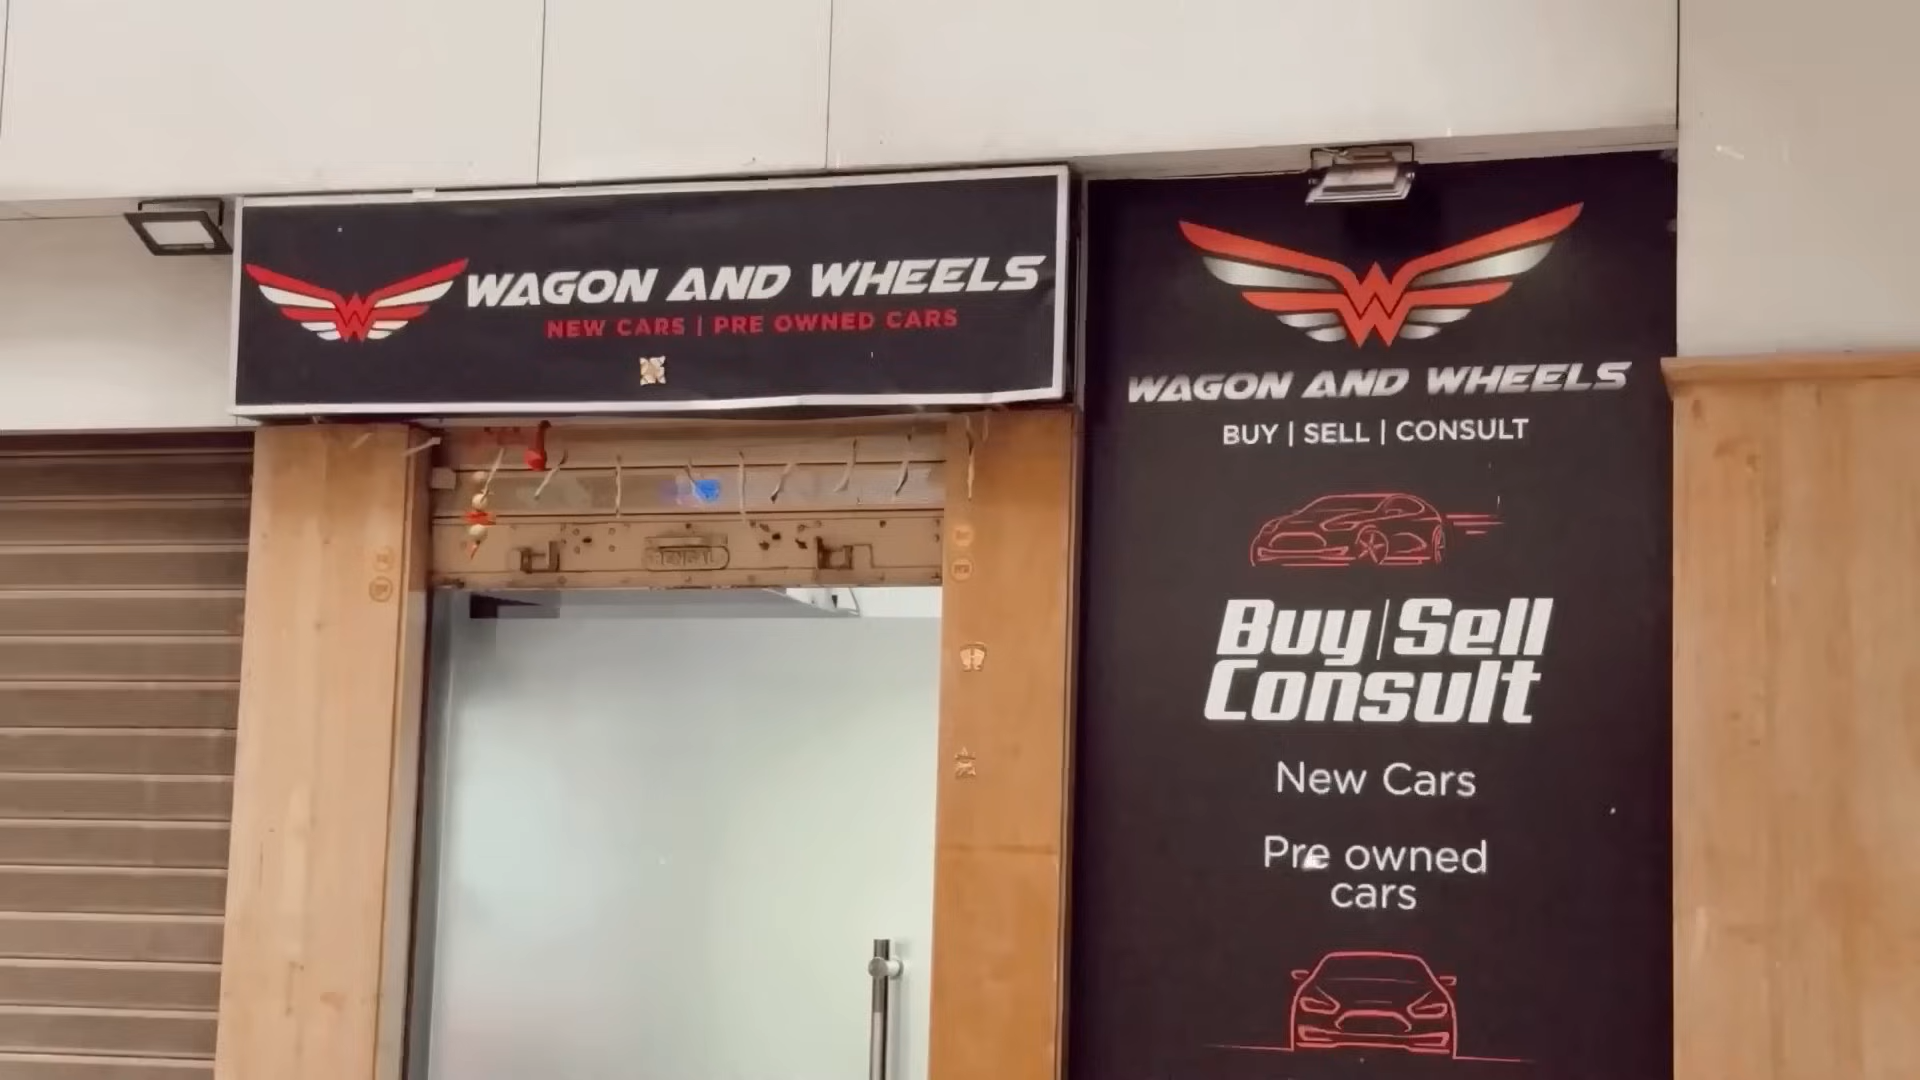 WAGON AND WHEELS
NEW CARS | PRE OWNED CARS
W
WAGON AND WHEELS
BUY | SELL | CONSULT
Buy|Sell
Consult
New Cars
Pre owned
cars